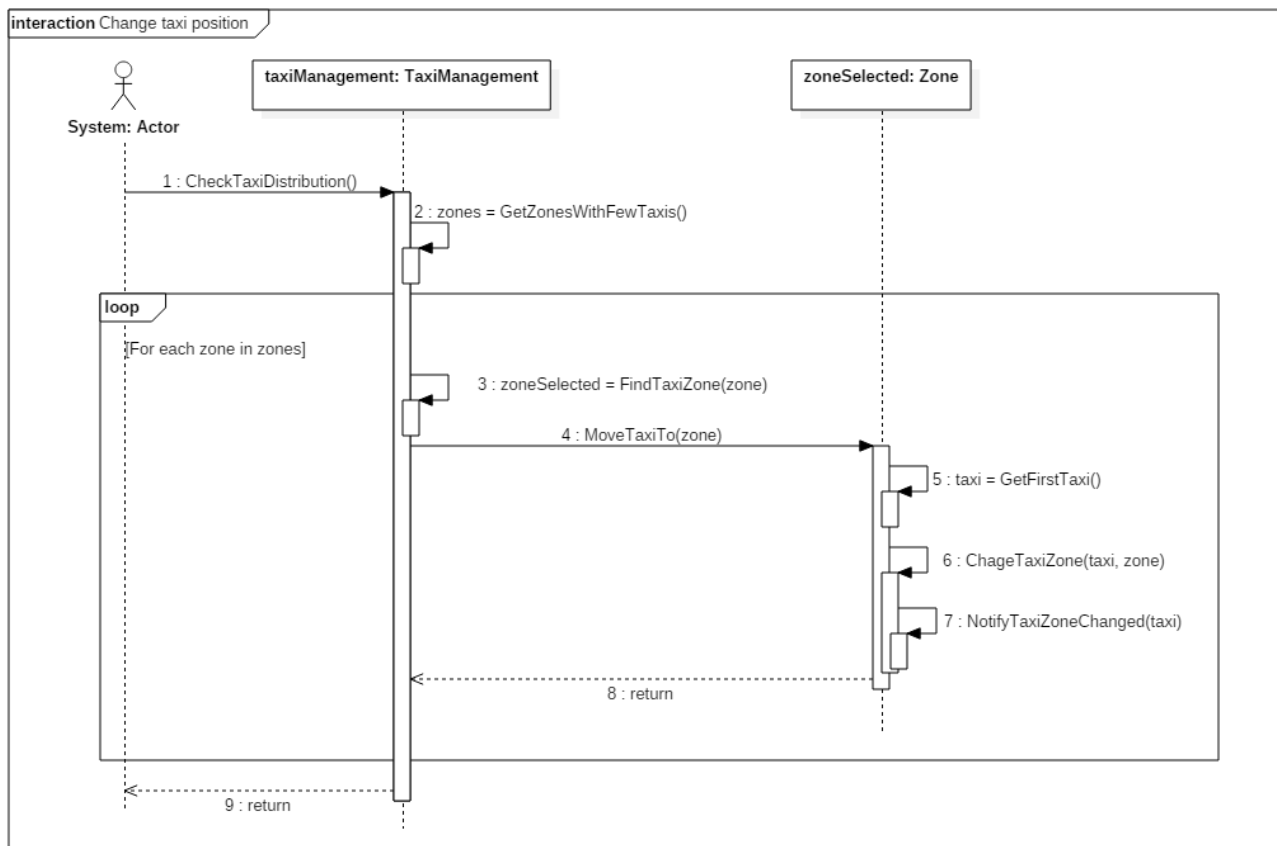 interaction Change taxi position
taxiManagement: TaxiManagement
zoneSelected: Zone
System: Actor
1 : CheckTaxiDistribution()
2 : zones = GetZonesWithFewTaxis()
loop
[For each zone in zones]
3 : zoneSelected = FindTaxiZone(zone)
4 : MoveTaxiTo(zone)
5 : taxi = GetFirstTaxi()
6 : ChageTaxiZone(taxi, zone)
7 : NotifyTaxiZoneChanged(taxi)
8 : return
9 : return